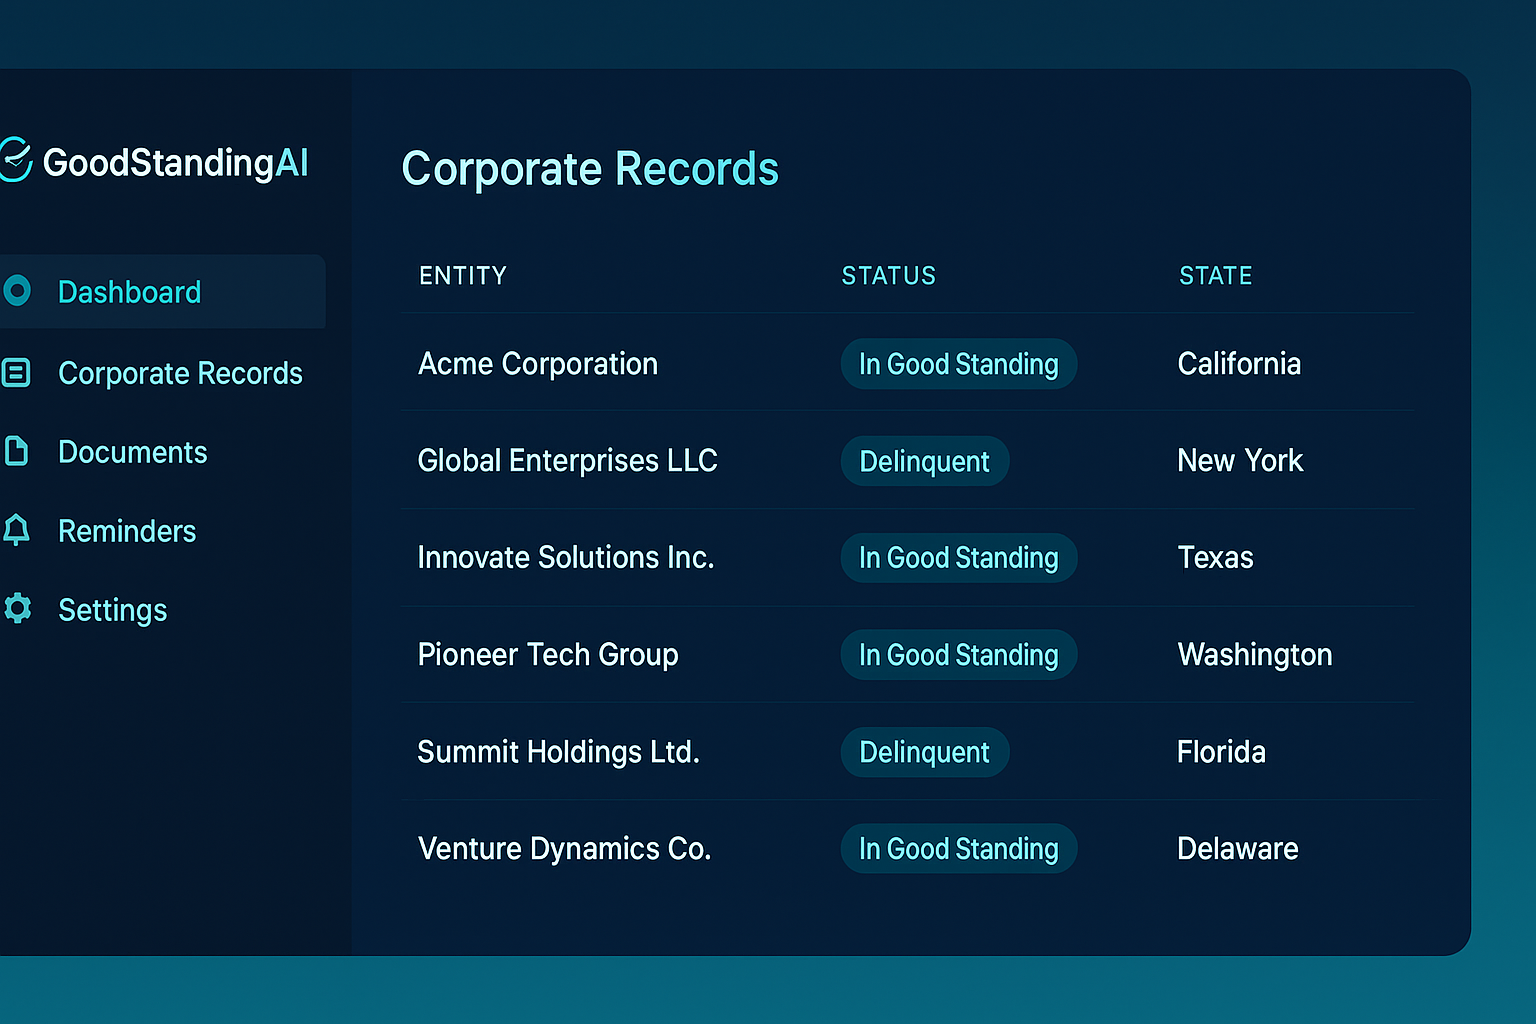 GoodStandingAI
Dashboard
Corporate Records
Documents
Reminders
Settings
Corporate Records
ENTITY STATUS STATE
Acme Corporation In Good Standing California
Global Enterprises LLC Delinquent New York
Innovate Solutions Inc. In Good Standing Texas
Pioneer Tech Group In Good Standing Washington
Summit Holdings Ltd. Delinquent Florida
Venture Dynamics Co. In Good Standing Delaware